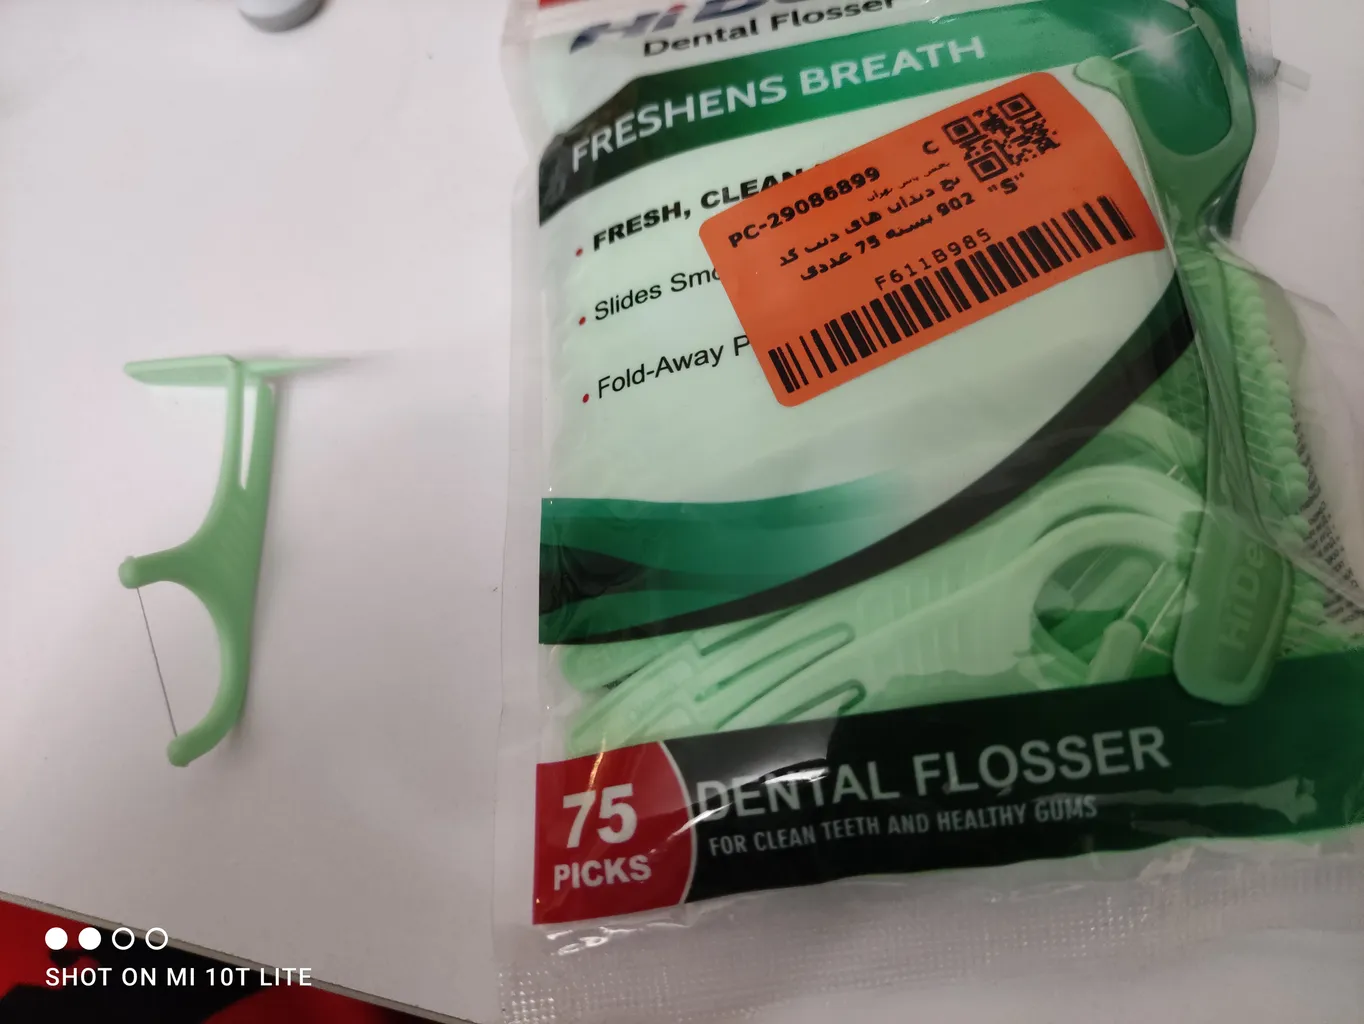 Dental Flosser
FRESHENS BREATH
FRESH, CLEAN
Slides
Fold-Away
PC-29086899
C
نخ دندان های دنت کد
902 بسته 75 عددی
"S"
F611B985
HiDe
75
PICKS
DENTAL FLOSSER
FOR CLEAN TEETH AND HEALTHY GUMS
SHOT ON MI 10T LITE